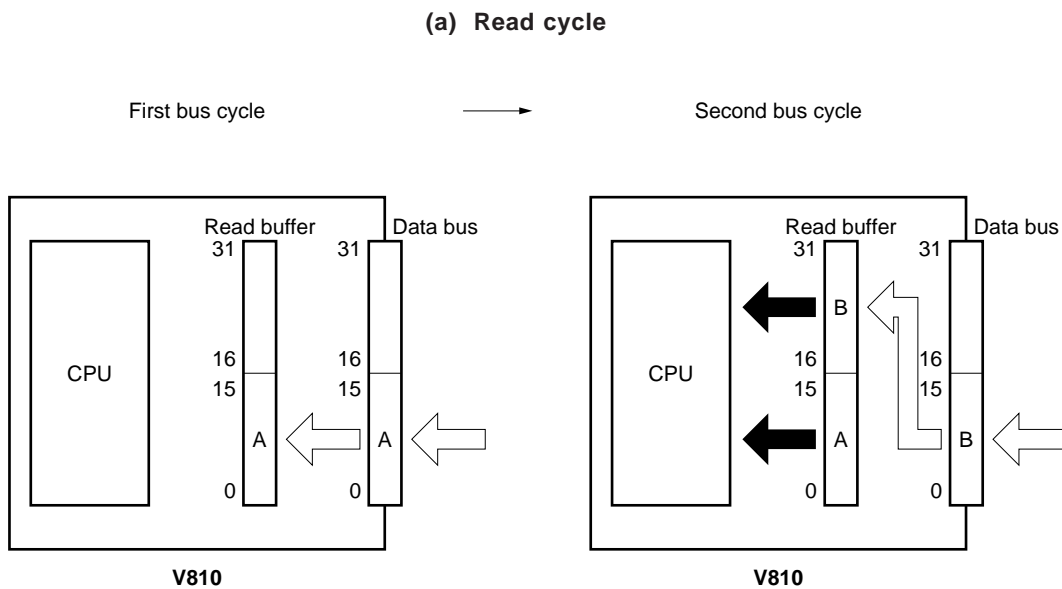 (a) Read cycle
First bus cycle
Second bus cycle
Read buffer
Data bus
31
31
16
16
15
15
CPU
A
A
0
0
V810
Read buffer
Data bus
31
31
B
16
16
15
15
CPU
A
B
0
0
V810